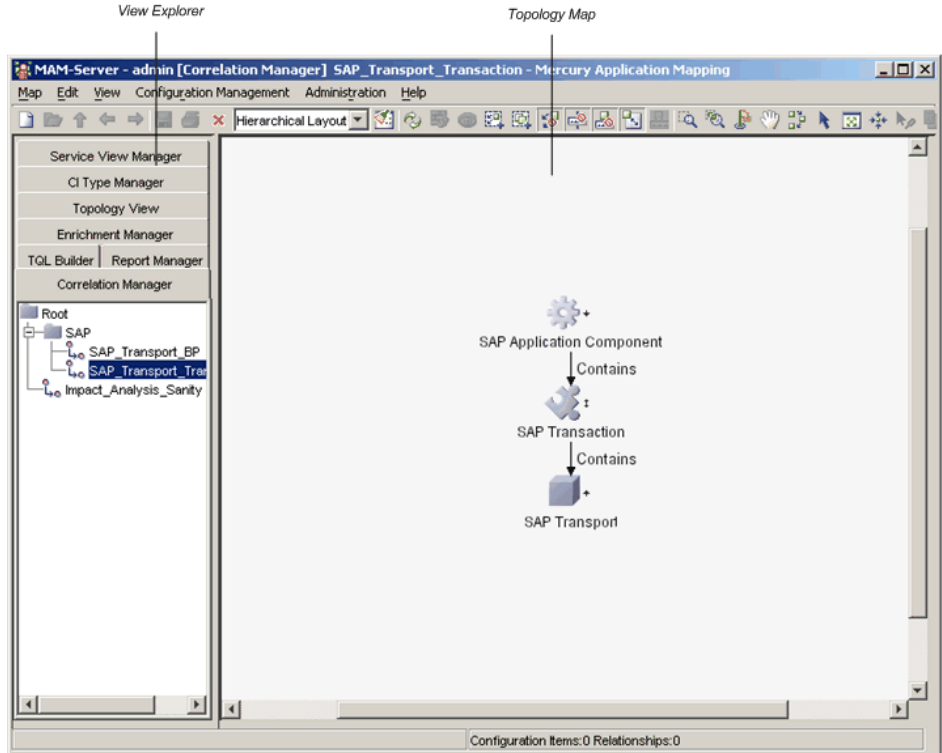 View Explorer
Topology Map
MAM-Server - admin [Correlation Manager] SAP_Transport_Transaction - Mercury Application Mapping
Map Edit View Configuration Management Administration Help
Hierarchical Layout
Service View Manager
CI Type Manager
Topology View
Enrichment Manager
TQL Builder Report Manager
Correlation Manager
Root
SAP
SAP_Transport_BP
SAP_Transport_Tran
Impact_Analysis_Sanity
SAP Application Component
Contains
SAP Transaction
Contains
SAP Transport
Configuration Items:0 Relationships:0